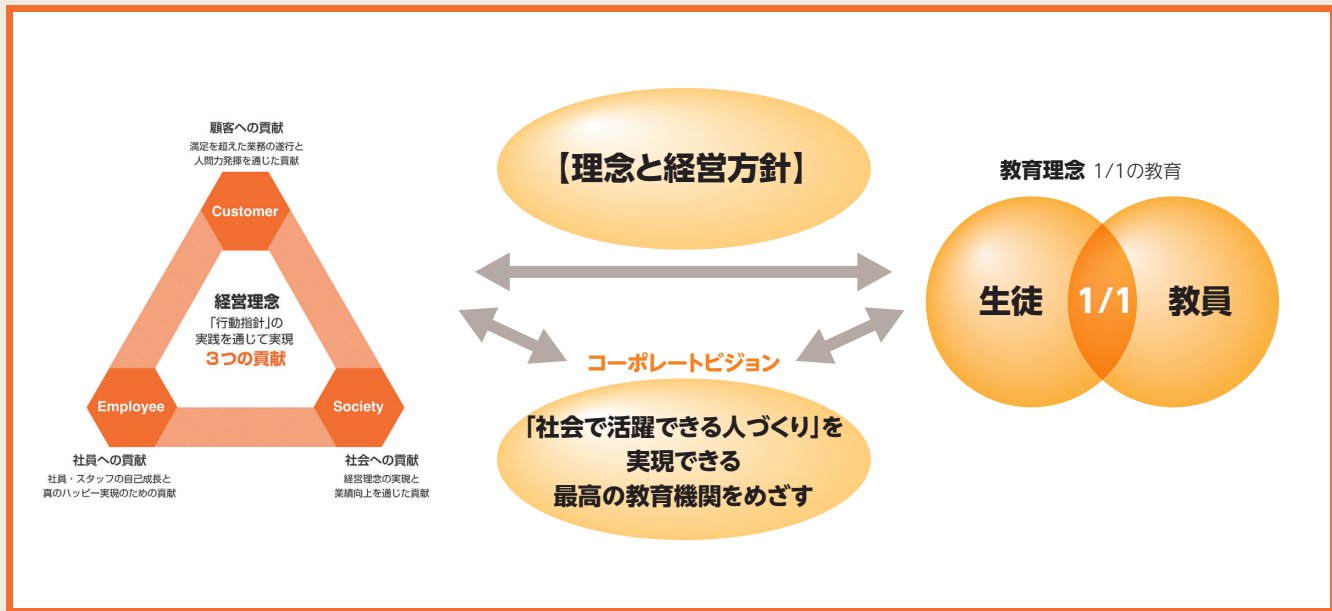 顧客への貢献
満足を超えた業務の遂行と
人間力発揮を通じた貢献
Customer
経営理念
「行動指針」の
実践を通じて実現
3つの貢献
Employee
Society
社員への貢献
社員・スタッフの自己成長と
真のハッピー実現のための貢献
社会への貢献
経営理念の実現と
業績向上を通じた貢献
【理念と経営方針】
コーポレートビジョン
「社会で活躍できる人づくり」を
実現できる
最高の教育機関をめざす
教育理念 1/1の教育
生徒 1/1 教員